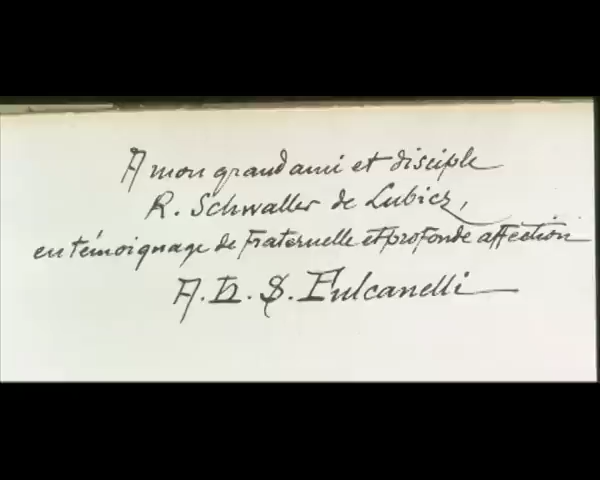 A mon grand ami et disciple
R. Schwaller de Lubicz,
en témoignage de fraternelle et profonde affection
A. H. S. Fulcanelli